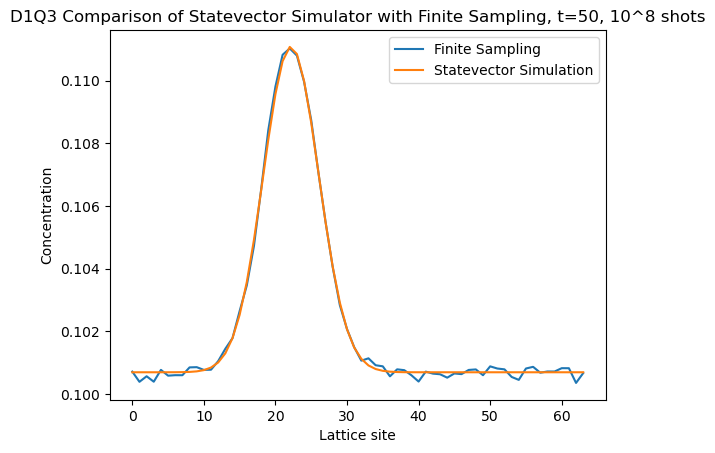 D1Q3 Comparison of Statevector Simulator with Finite Sampling, t=50, 10^8 shots
Finite Sampling
Statevector Simulation
0.110
0.108
0.106
0.104
0.102
0.100
Concentration
0 10 20 30 40 50 60
Lattice site